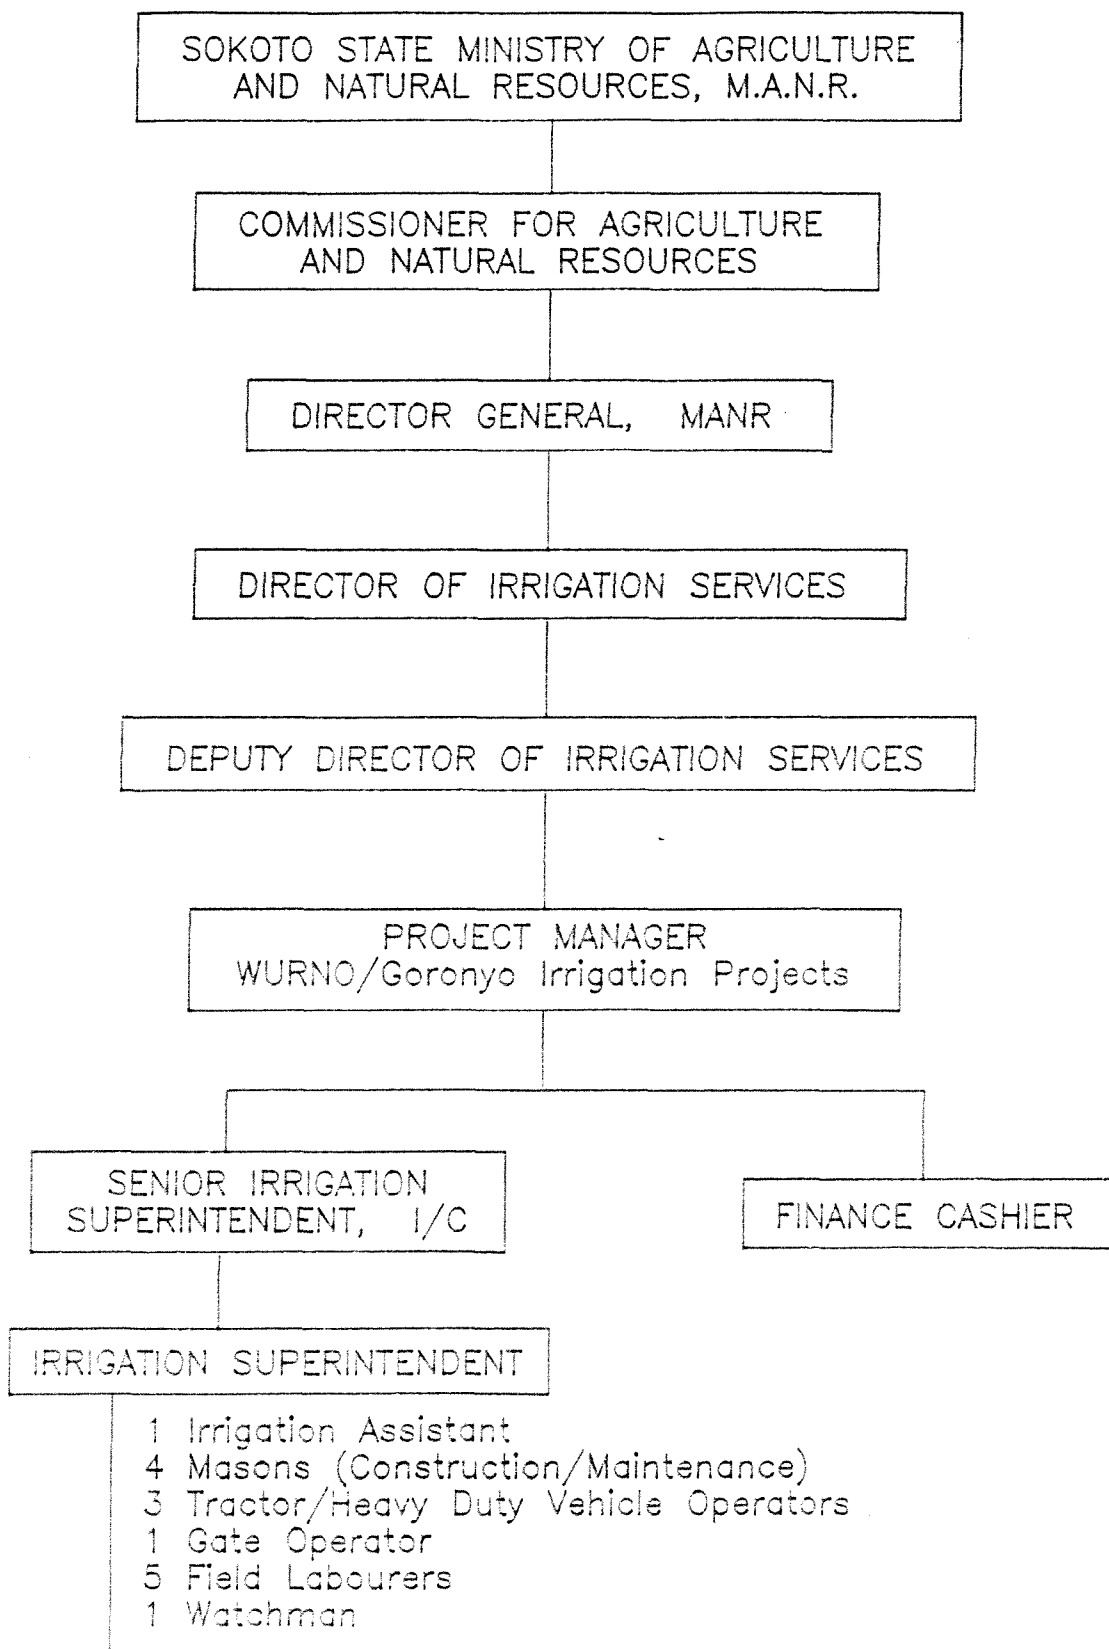 SOKOTO STATE MINISTRY OF AGRICULTURE
AND NATURAL RESOURCES, M.A.N.R.
COMMISSIONER FOR AGRICULTURE
AND NATURAL RESOURCES
DIRECTOR GENERAL, MANR
DIRECTOR OF IRRIGATION SERVICES
DEPUTY DIRECTOR OF IRRIGATION SERVICES
PROJECT MANAGER
WURNO/Goronyo Irrigation Projects
SENIOR IRRIGATION
SUPERINTENDENT, I/C
FINANCE CASHIER
IRRIGATION SUPERINTENDENT
1 Irrigation Assistant
4 Masons (Construction/Maintenance)
3 Tractor/Heavy Duty Vehicle Operators
1 Gate Operator
5 Field Labourers
1 Watchman